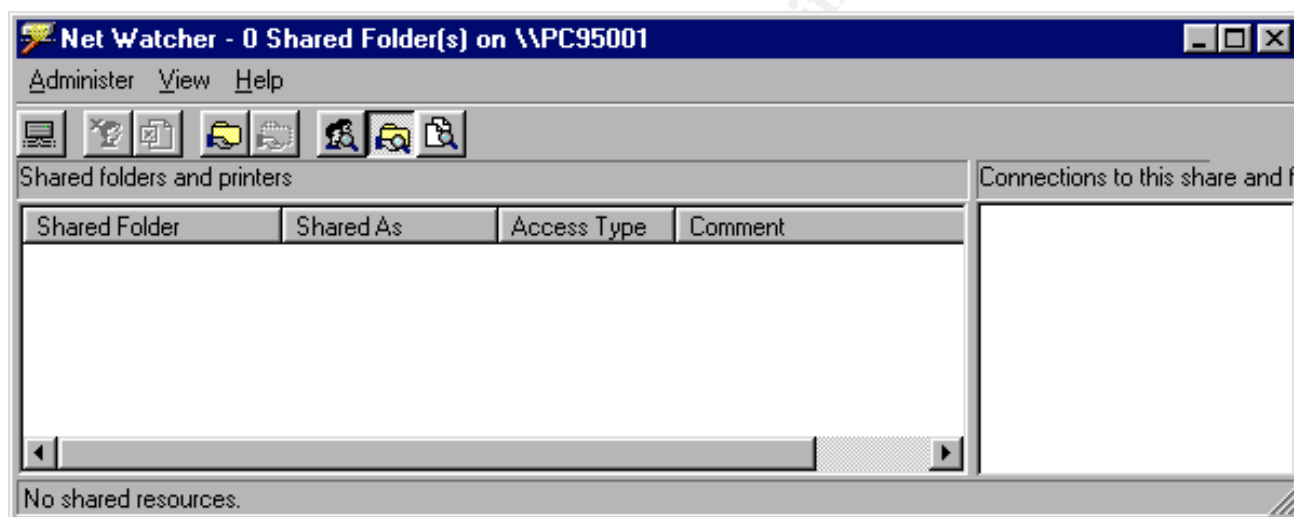 Net Watcher - 0 Shared Folder(s) on \\PC95001
Administer View Help
Shared folders and printers
Connections to this share and f
Shared Folder Shared As Access Type Comment
No shared resources.